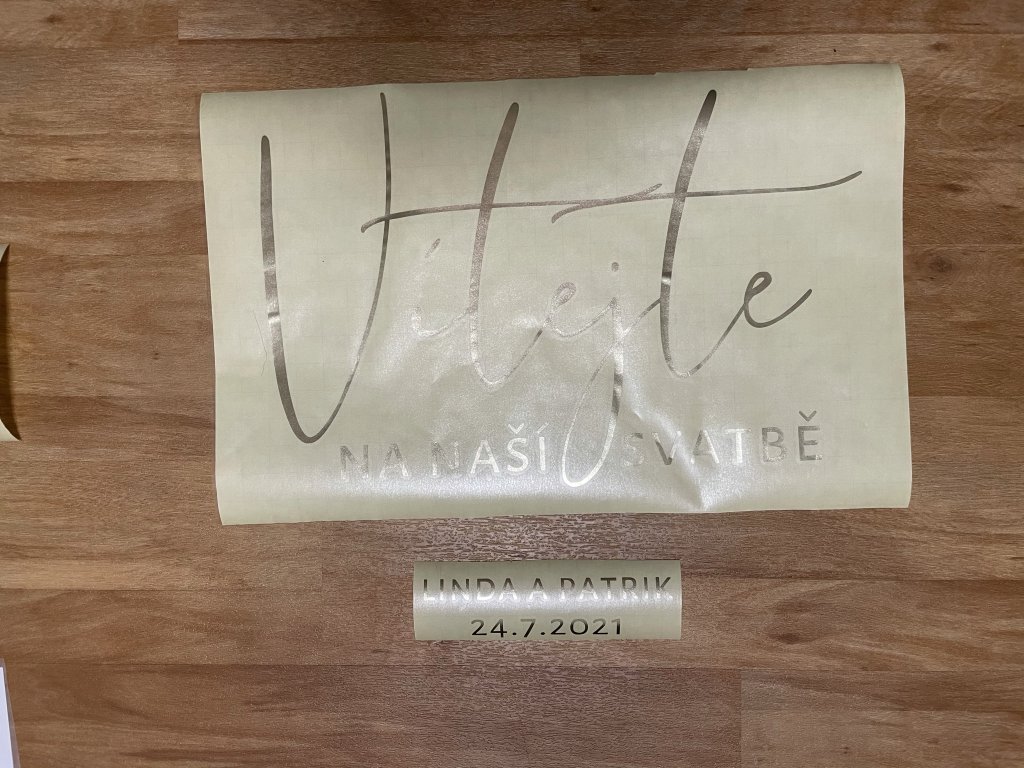 Vítejte
NA NAŠÍ SVATBĚ
LINDA A PATRIK
24.7.2021